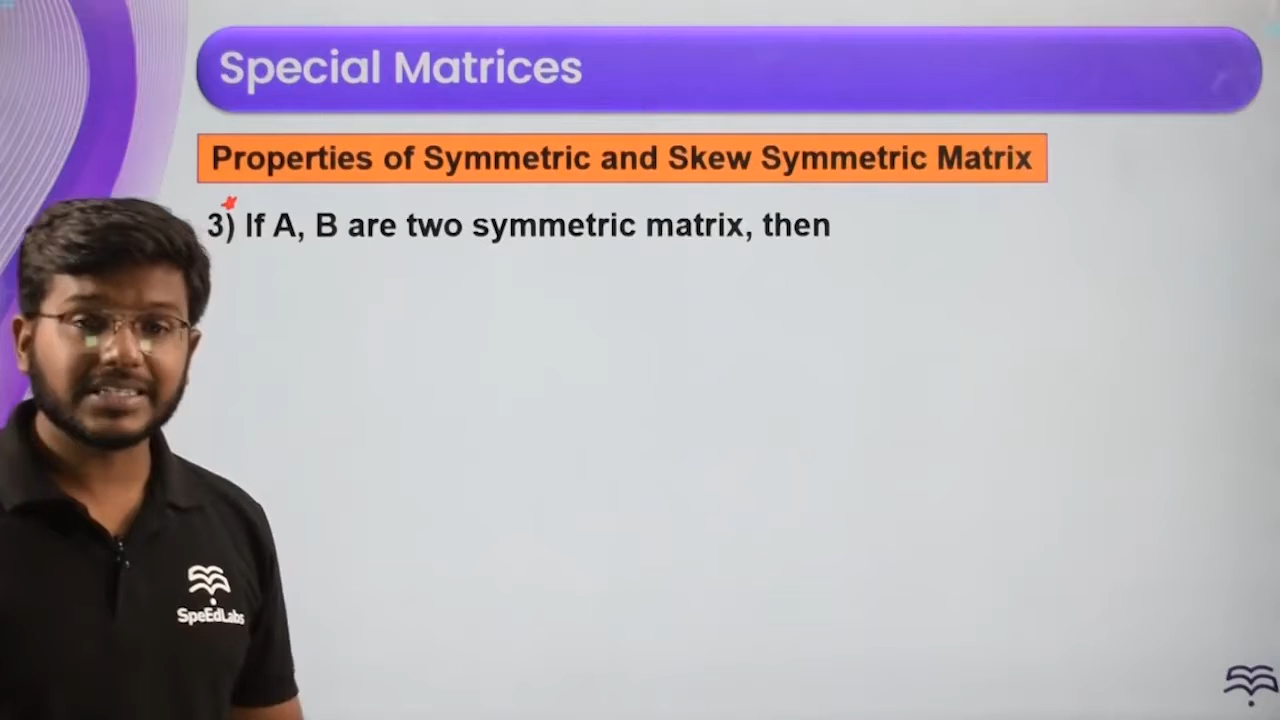 Special Matrices
Properties of Symmetric and Skew Symmetric Matrix
3) If A, B are two symmetric matrix, then
SpeEdLabs